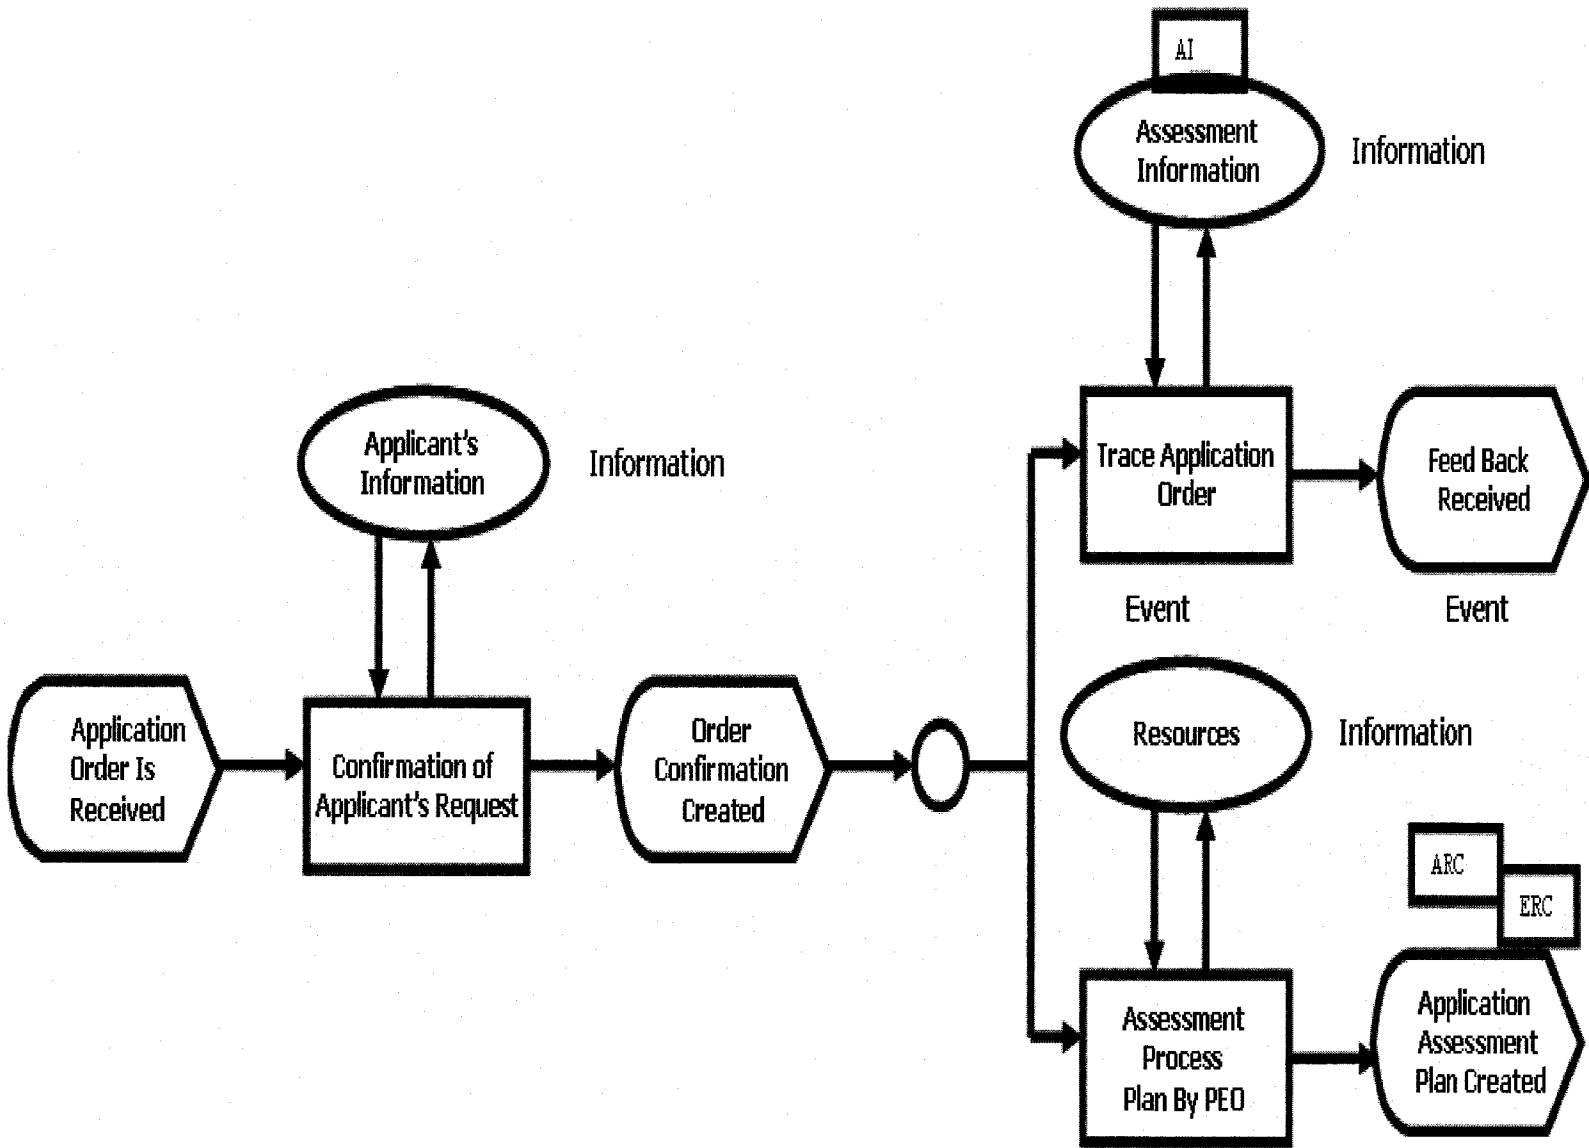 AI
Assessment
Information
Information
Applicant's
Information
Information
Trace Application
Order
Feed Back
Received
Event
Event
Application
Order Is
Received
Confirmation of
Applicant's Request
Order
Confirmation
Created
Resources
Information
ARC
ERC
Assessment
Process
Plan By PEO
Application
Assessment
Plan Created